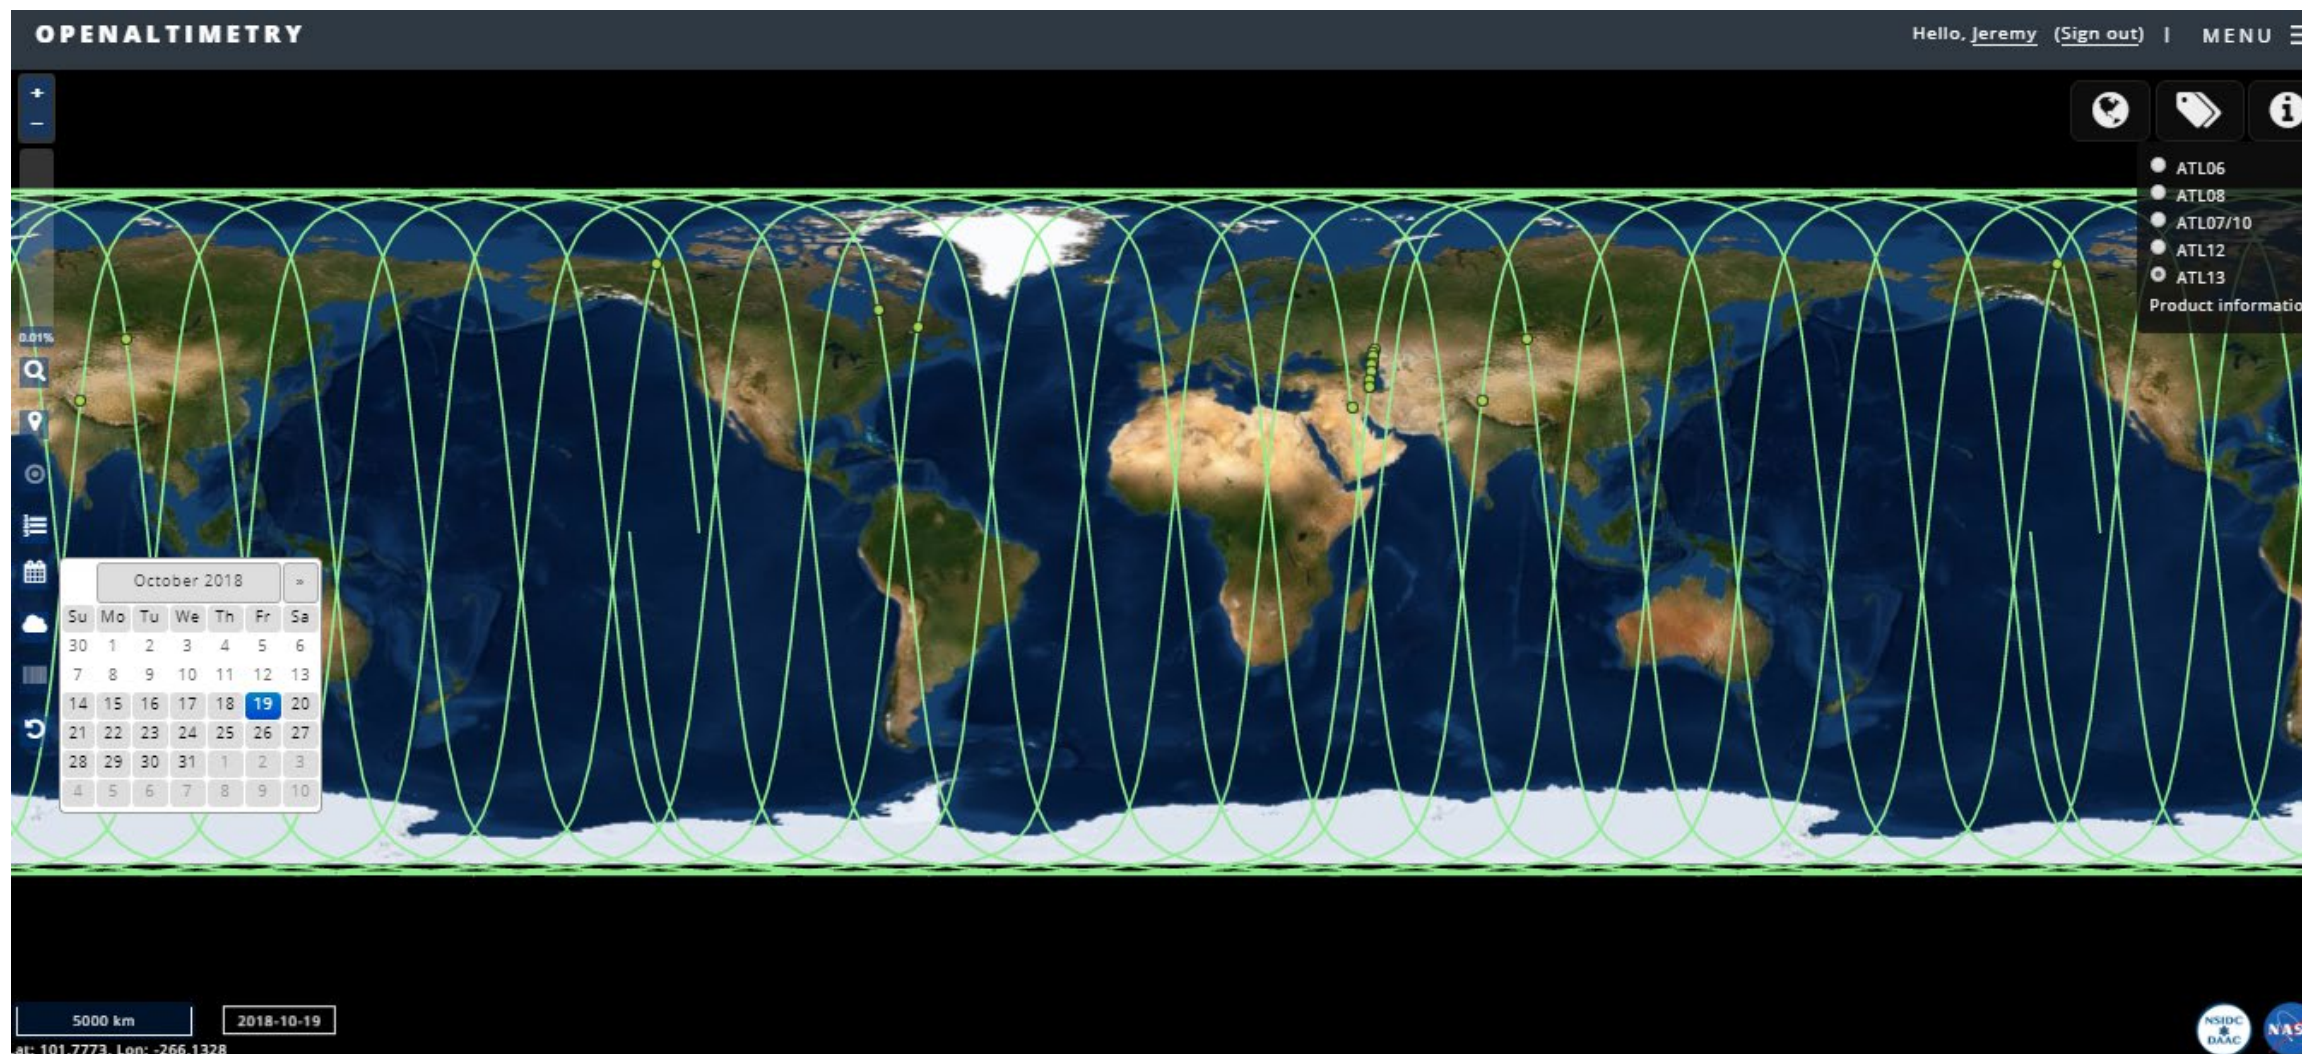 OPENALTIMETRY
Hello, Jeremy (Sign out) | MENU
+
−
ATL06
ATL08
ATL07/10
ATL12
ATL13
Product informatio
0.01%
October 2018 »
Su Mo Tu We Th Fr Sa
30 1 2 3 4 5 6
7 8 9 10 11 12 13
14 15 16 17 18 19 20
21 22 23 24 25 26 27
28 29 30 31 1 2 3
4 5 6 7 8 9 10
5000 km 2018-10-19
at: 101.7773, Lon: -266.1328
NSIDC
DAAC
NAS